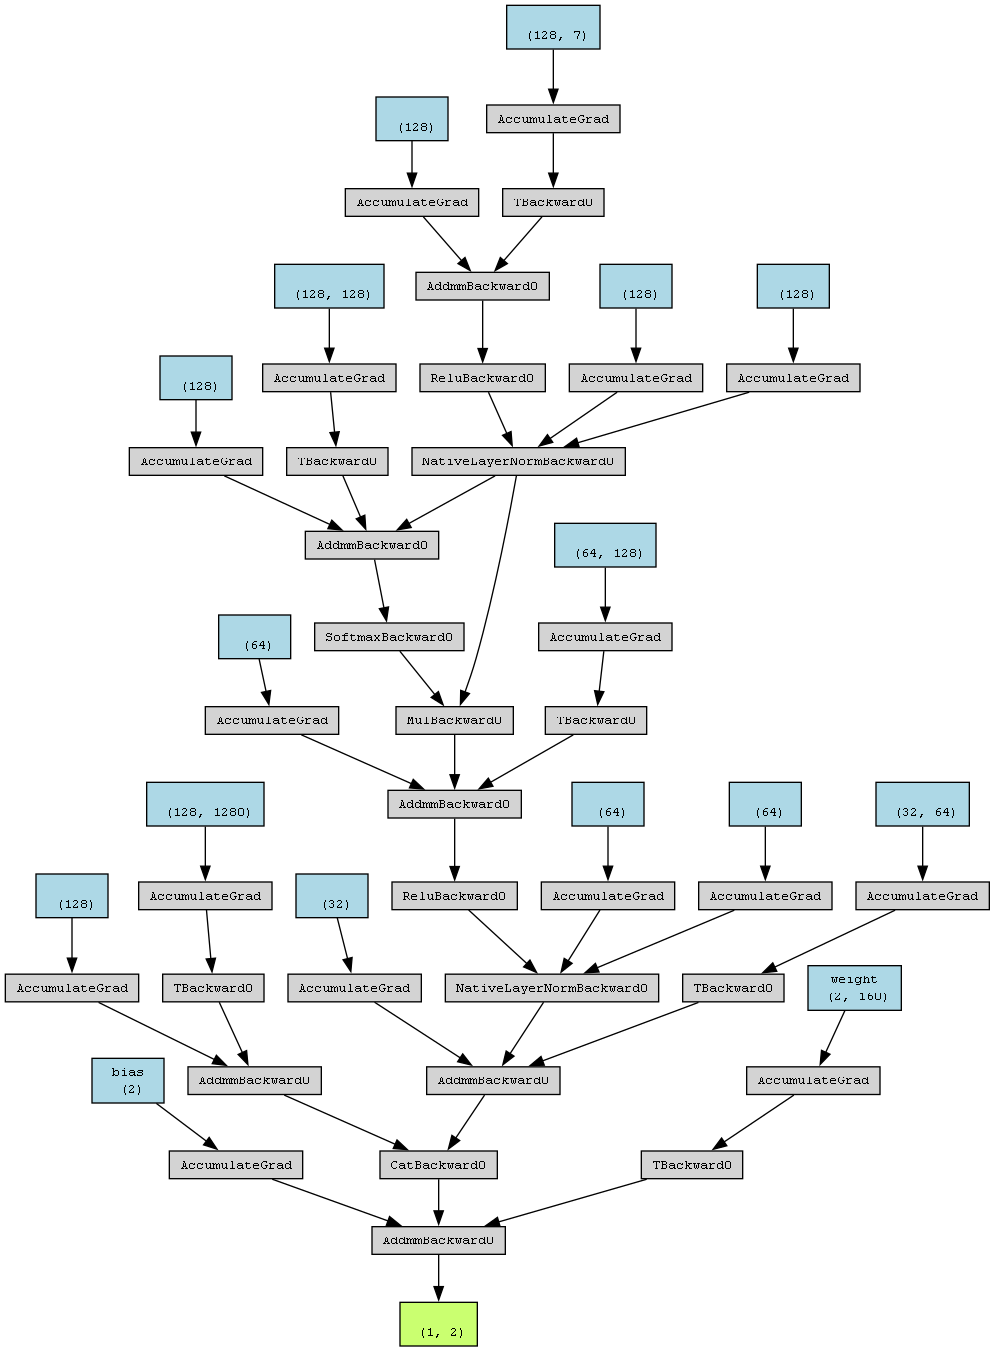 (128, 7)
AccumulateGrad
(128)
AccumulateGrad
TBackward0
AddmmBackward0
(128, 128)
(128)
(128)
(128)
AccumulateGrad
ReluBackward0
AccumulateGrad
AccumulateGrad
AccumulateGrad
TBackward0
NativeLayerNormBackward0
AddmmBackward0
(64, 128)
(64)
SoftmaxBackward0
AccumulateGrad
AccumulateGrad
MulBackward0
TBackward0
(128, 1280)
AddmmBackward0
(64)
(64)
(32, 64)
(128)
AccumulateGrad
(32)
ReluBackward0
AccumulateGrad
AccumulateGrad
AccumulateGrad
AccumulateGrad
TBackward0
AccumulateGrad
NativeLayerNormBackward0
TBackward0
weight
(2, 160)
bias
(2)
AddmmBackward0
AddmmBackward0
AccumulateGrad
AccumulateGrad
CatBackward0
TBackward0
AddmmBackward0
(1, 2)